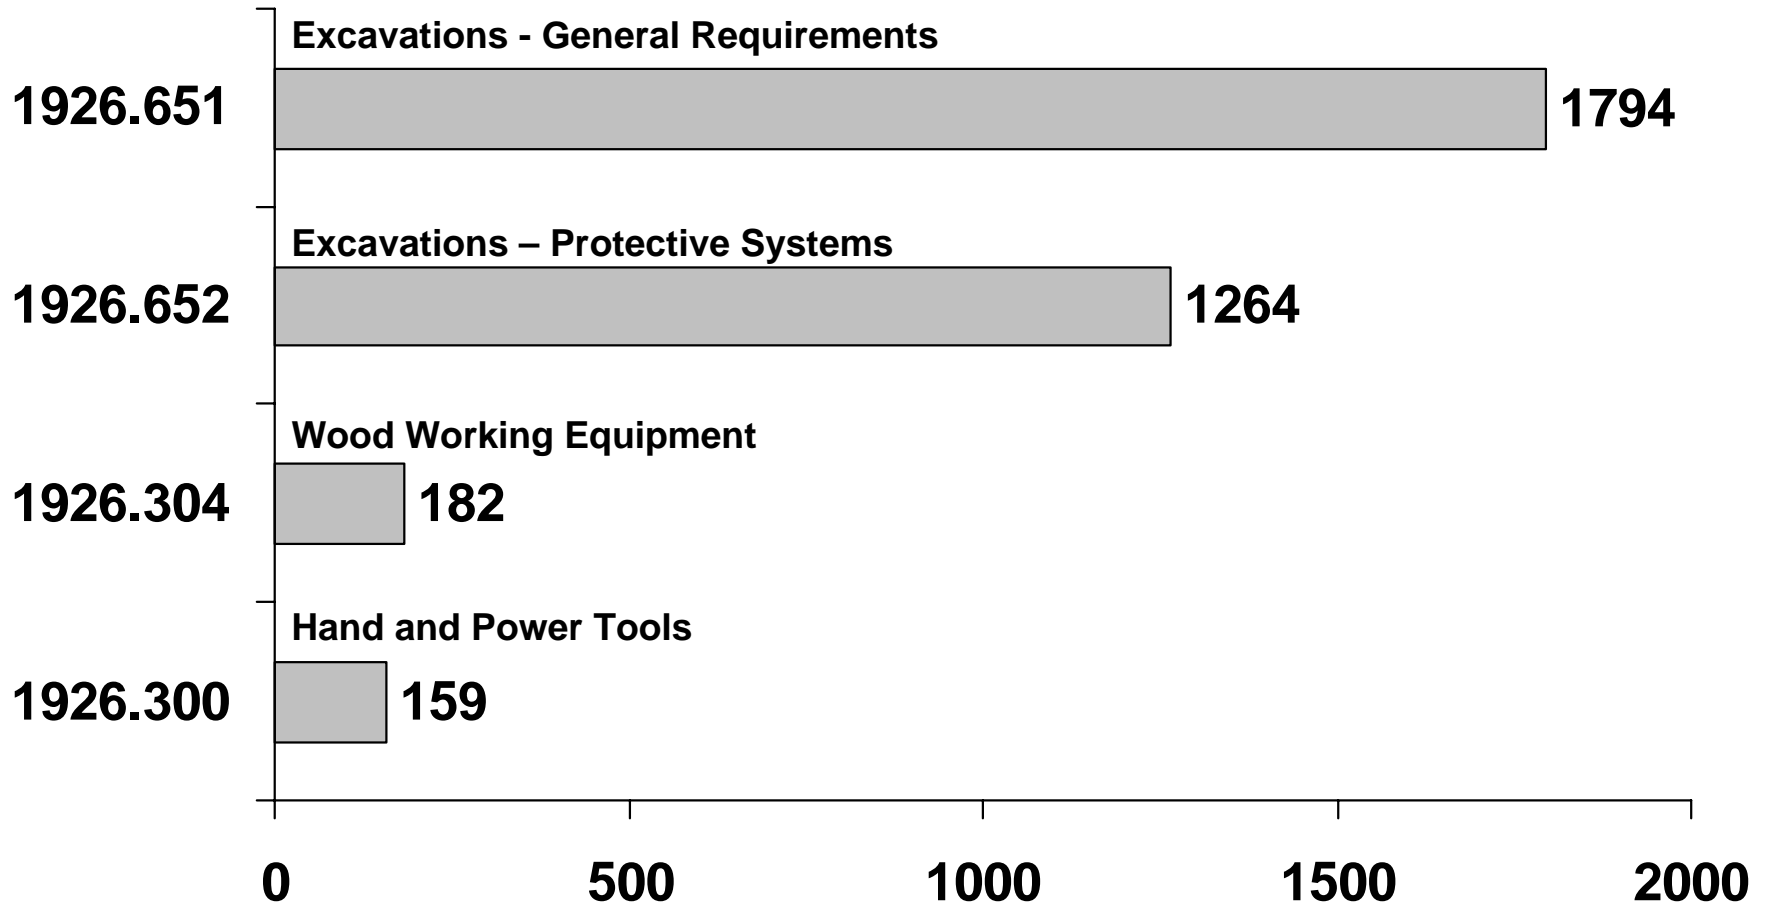 Excavations - General Requirements
1926.651
1794
Excavations – Protective Systems
1926.652
1264
Wood Working Equipment
1926.304
182
Hand and Power Tools
1926.300
159
0 500 1000 1500 2000